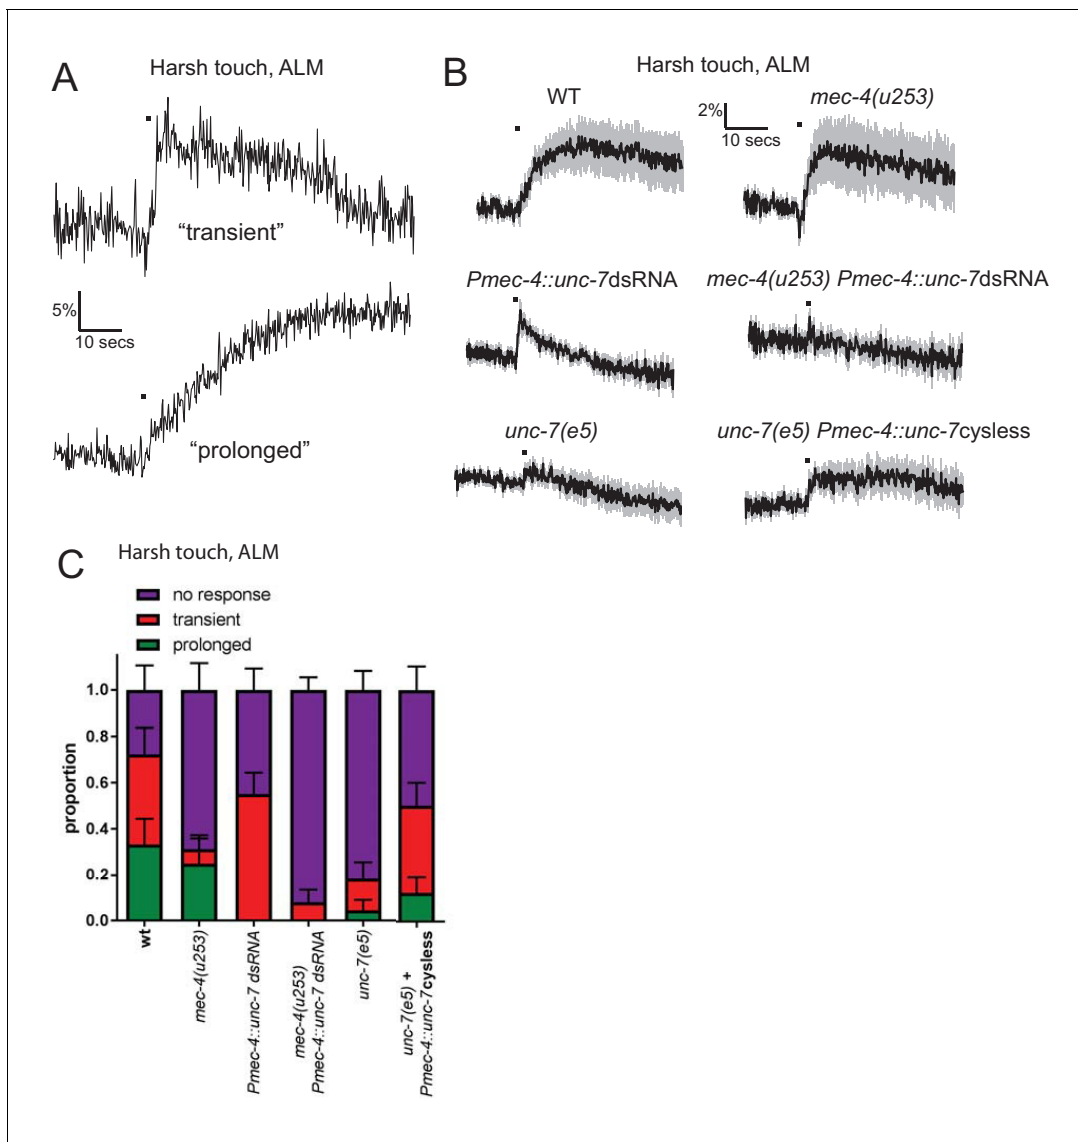 A
Harsh touch, ALM
“transient”
5%
10 secs
“prolonged”
B
Harsh touch, ALM
WT
2%
10 secs
mec-4(u253)
Pmec-4::unc-7dsRNA
mec-4(u253) Pmec-4::unc-7dsRNA
unc-7(e5)
unc-7(e5) Pmec-4::unc-7cysless
C
Harsh touch, ALM
no response
transient
prolonged
proportion
1.0
0.8
0.6
0.4
0.2
0.0
wt
mec-4(u253)
Pmec-4::unc-7 dsRNA
mec-4(u253)
Pmec-4::unc-7 dsRNA
unc-7(e5)
unc-7(e5) +
Pmec-4::unc-7cysless